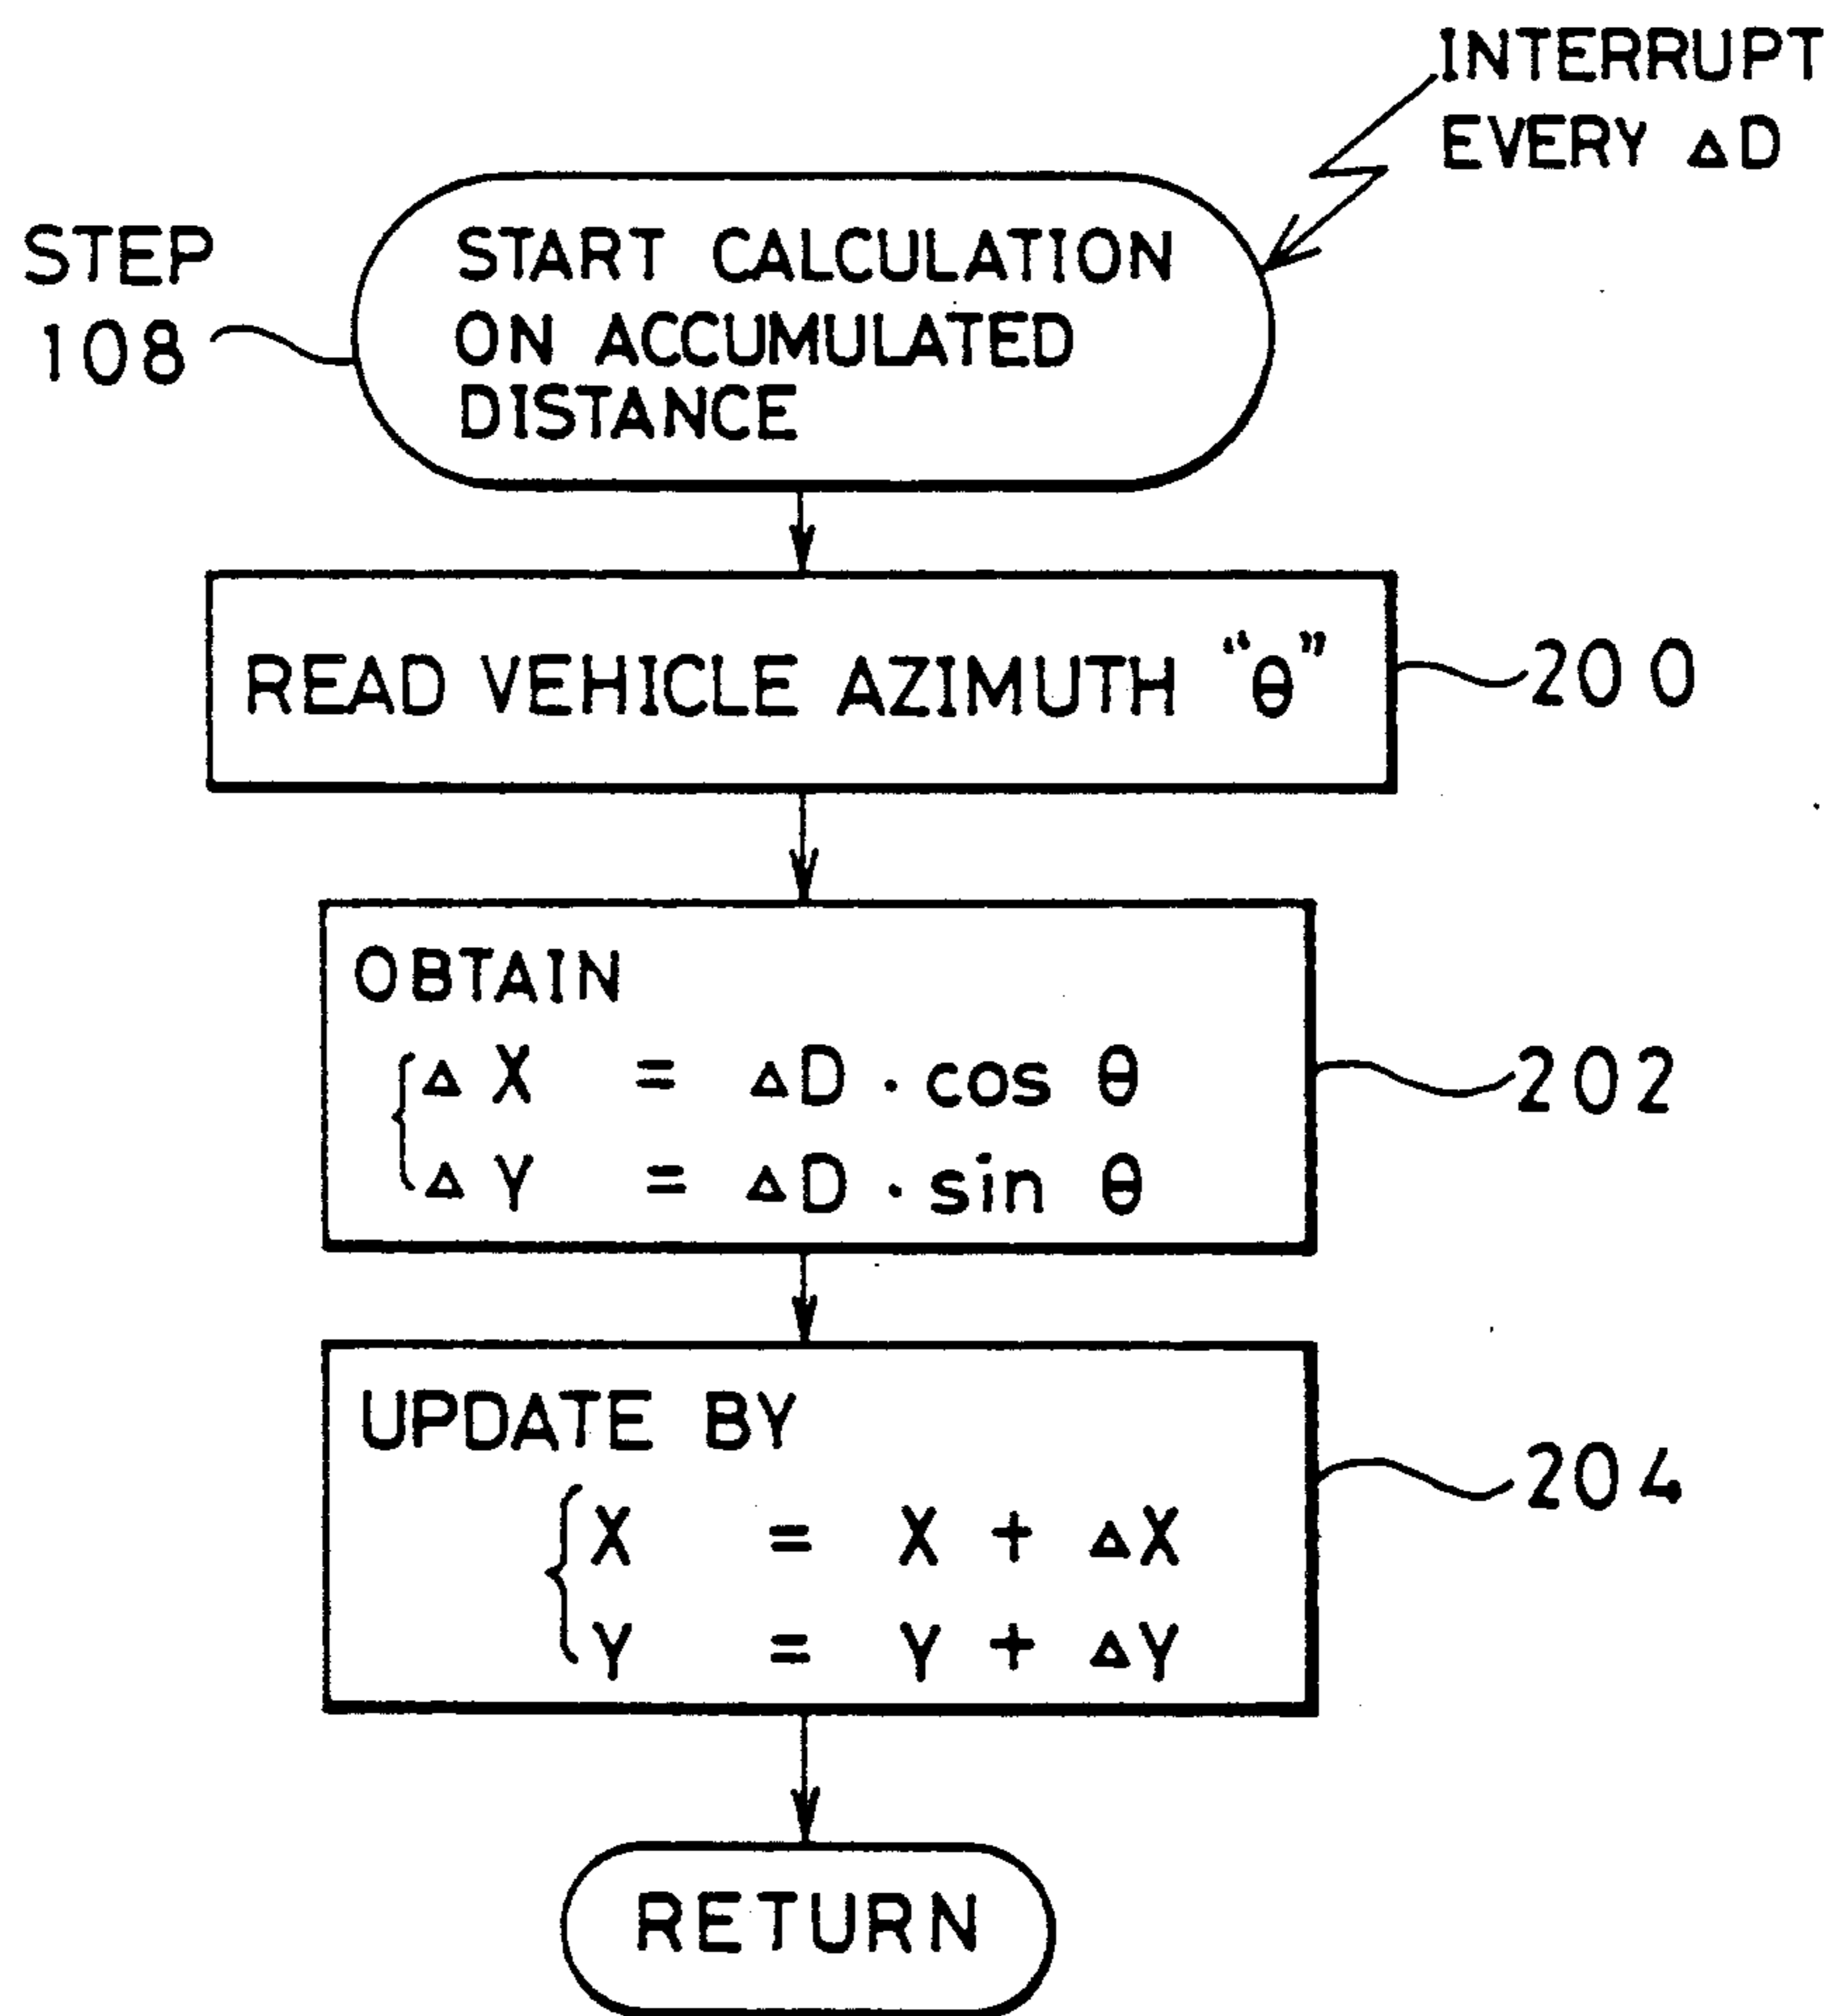 INTERRUPT
EVERY ΔD
STEP
108
START CALCULATION
ON ACCUMULATED
DISTANCE
READ VEHICLE AZIMUTH “θ”
200
OBTAIN
ΔX = ΔD · cos θ
ΔY = ΔD · sin θ
202
UPDATE BY
X = X + ΔX
Y = Y + ΔY
204
RETURN